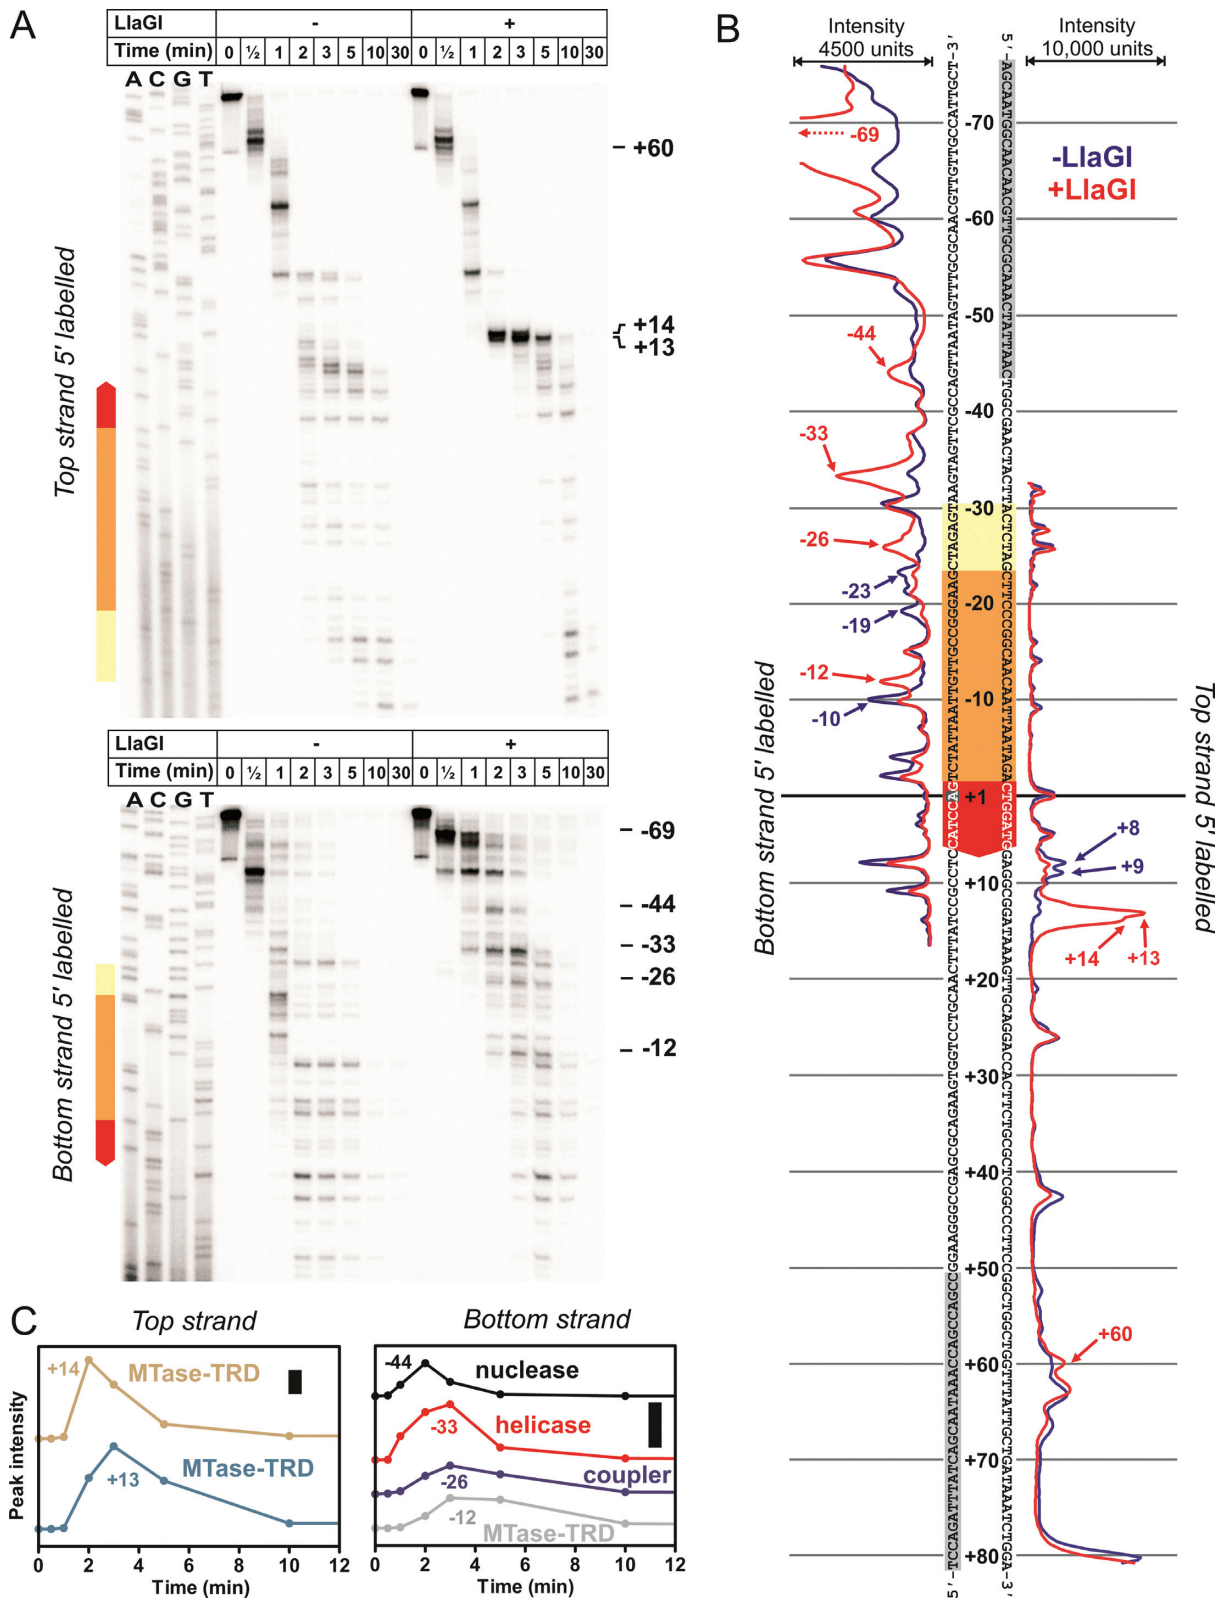 A
LlaGI - +
Time (min) 0 ½ 1 2 3 5 10 30 0 ½ 1 2 3 5 10 30
A C G T
+60
+14
+13
Top strand 5' labelled
LlaGI - +
Time (min) 0 ½ 1 2 3 5 10 30 0 ½ 1 2 3 5 10 30
A C G T
-69
-44
-33
-26
-12
Bottom strand 5' labelled
B
Intensity
4500 units
Intensity
10,000 units
-LlaGI
+LlaGI
-70
-60
-50
-40
-30
-20
-10
+1
+10
+20
+30
+40
+50
+60
+70
+80
-69
-44
-33
-26
-23
-19
-12
-10
+8
+9
+14
+13
+60
Bottom strand 5' labelled
Top strand 5' labelled
C
Top strand
+14
MTase-TRD
+13
MTase-TRD
Peak intensity
0 2 4 6 8 10 12
Time (min)
Bottom strand
-44
nuclease
-33
helicase
-26
coupler
-12
MTase-TRD
0 2 4 6 8 10 12
Time (min)